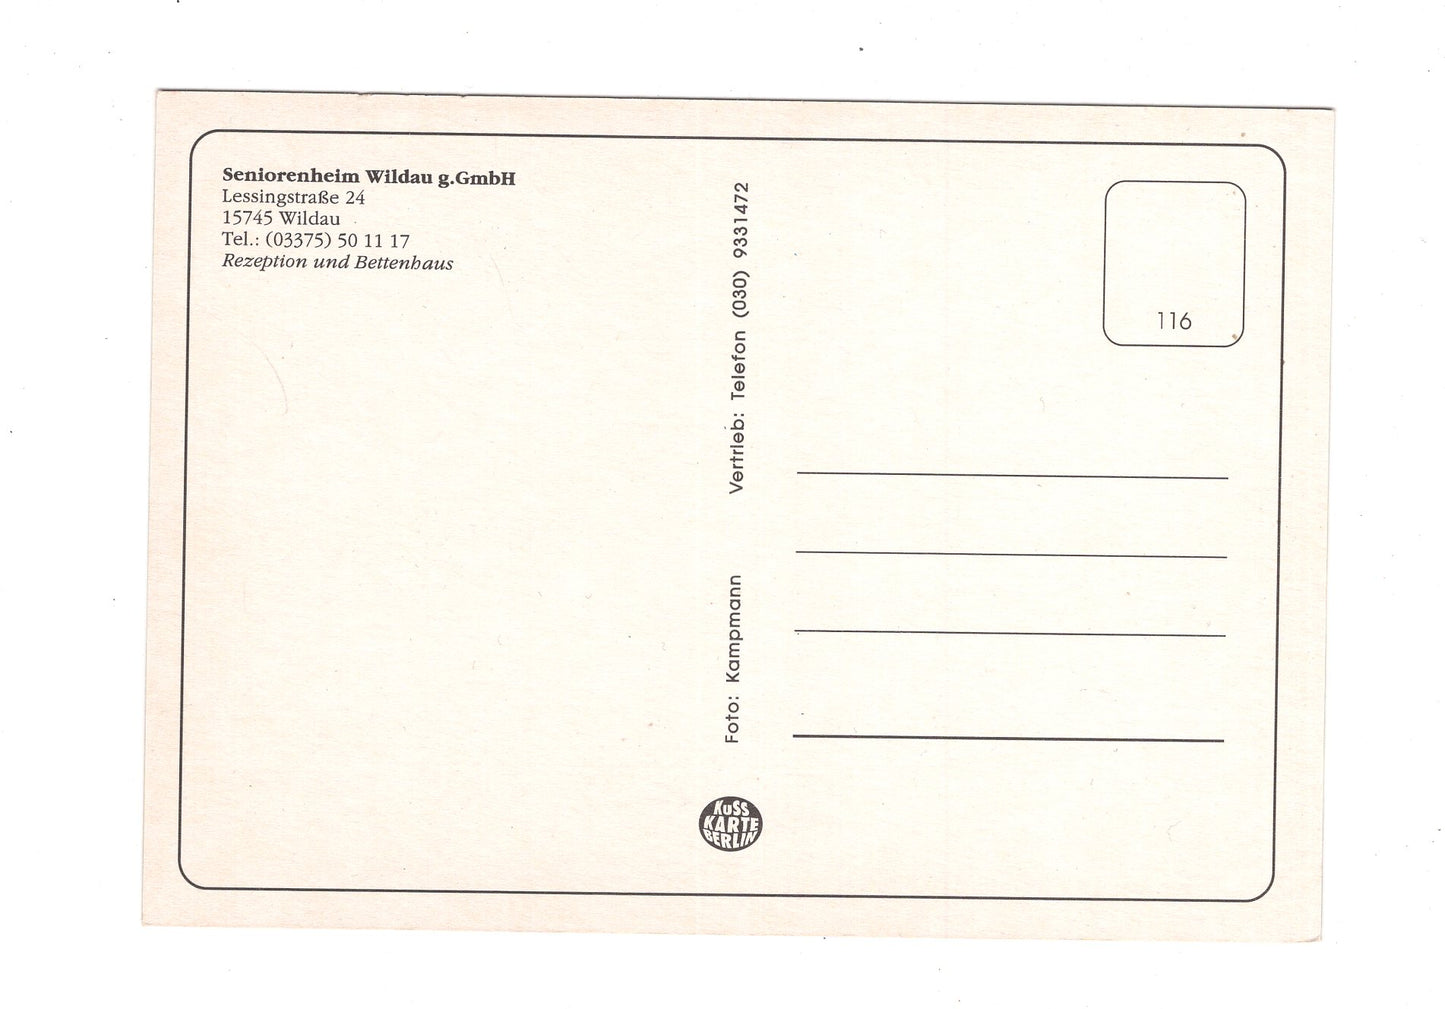 Seniorenheim Wildau g.GmbH
Lessingstraße 24
15745 Wildau
Tel.: (03375) 50 11 17
Rezeption und Bettenhaus
Foto: Kampmann
Vertrieb: Telefon (030) 9331472
116
KuSS
KARTE
BERLIN